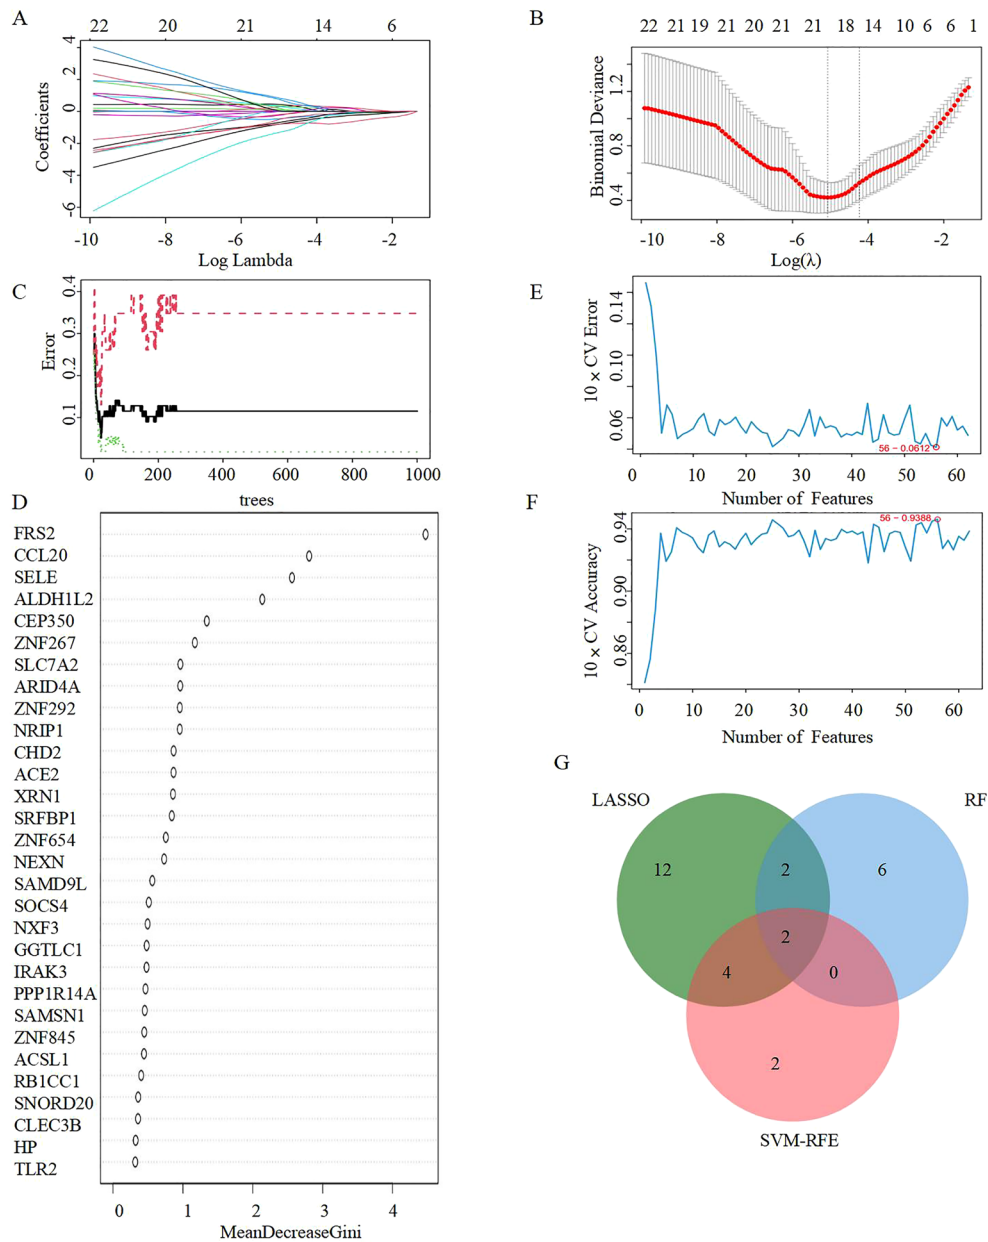 A
22 20 21 14 6
Coefficients
4
2
0
-2
-4
-6
-10 -8 -6 -4 -2
Log Lambda
B
22 21 19 21 20 21 18 14 10 6 6 1
Binomial Deviance
1.2
0.8
0.4
-10 -8 -6 -4 -2
Log(λ)
C
Error
0.4
0.3
0.2
0.1
0 200 400 600 800 1000
trees
E
10 × CV Error
0.14
0.10
0.06
56 − 0.0612
0 10 20 30 40 50 60
Number of Features
D
FRS2
CCL20
SELE
ALDH1L2
CEP350
ZNF267
SLC7A2
ARID4A
ZNF292
NRIP1
CHD2
ACE2
XRN1
SRFBP1
ZNF654
NEXN
SAMD9L
SOCS4
NXF3
GGTLC1
IRAK3
PPP1R14A
SAMSN1
ZNF845
ACSL1
RB1CC1
SNORD20
CLEC3B
HP
TLR2
0 1 2 3 4
MeanDecreaseGini
F
10 × CV Accuracy
0.94
0.90
0.86
56 − 0.9388
0 10 20 30 40 50 60
Number of Features
G
LASSO RF
12 2 6
2
4 0
2
SVM-RFE